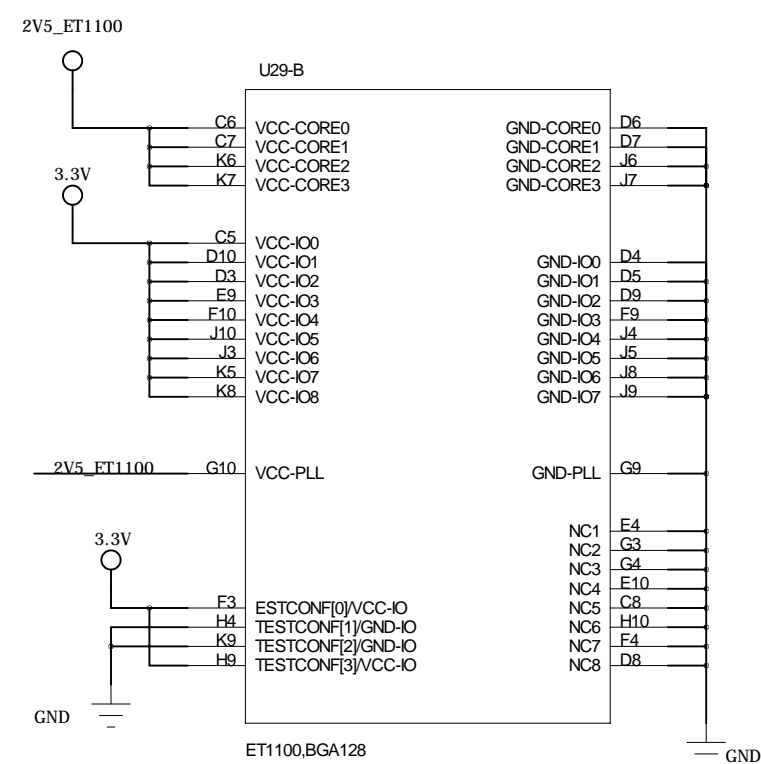 2V5_ET1100
U29-B
C6 VCC-CORE0 GND-CORE0 D6
C7 VCC-CORE1 GND-CORE1 D7
K6 VCC-CORE2 GND-CORE2 J6
K7 VCC-CORE3 GND-CORE3 J7
3.3V
C5 VCC-IO0
D10 VCC-IO1 GND-IO0 D4
D3 VCC-IO2 GND-IO1 D5
E9 VCC-IO3 GND-IO2 D9
F10 VCC-IO4 GND-IO3 F9
J10 VCC-IO5 GND-IO4 J4
J3 VCC-IO6 GND-IO5 J5
K5 VCC-IO7 GND-IO6 J8
K8 VCC-IO8 GND-IO7 J9
2V5_ET1100 G10 VCC-PLL GND-PLL G9
3.3V
NC1 E4
NC2 G3
NC3 G4
NC4 E10
F3 ESTCONF[0]/VCC-IO NC5 C8
H4 TESTCONF[1]/GND-IO NC6 H10
K9 TESTCONF[2]/GND-IO NC7 F4
H9 TESTCONF[3]/VCC-IO NC8 D8
GND
ET1100,BGA128
GND